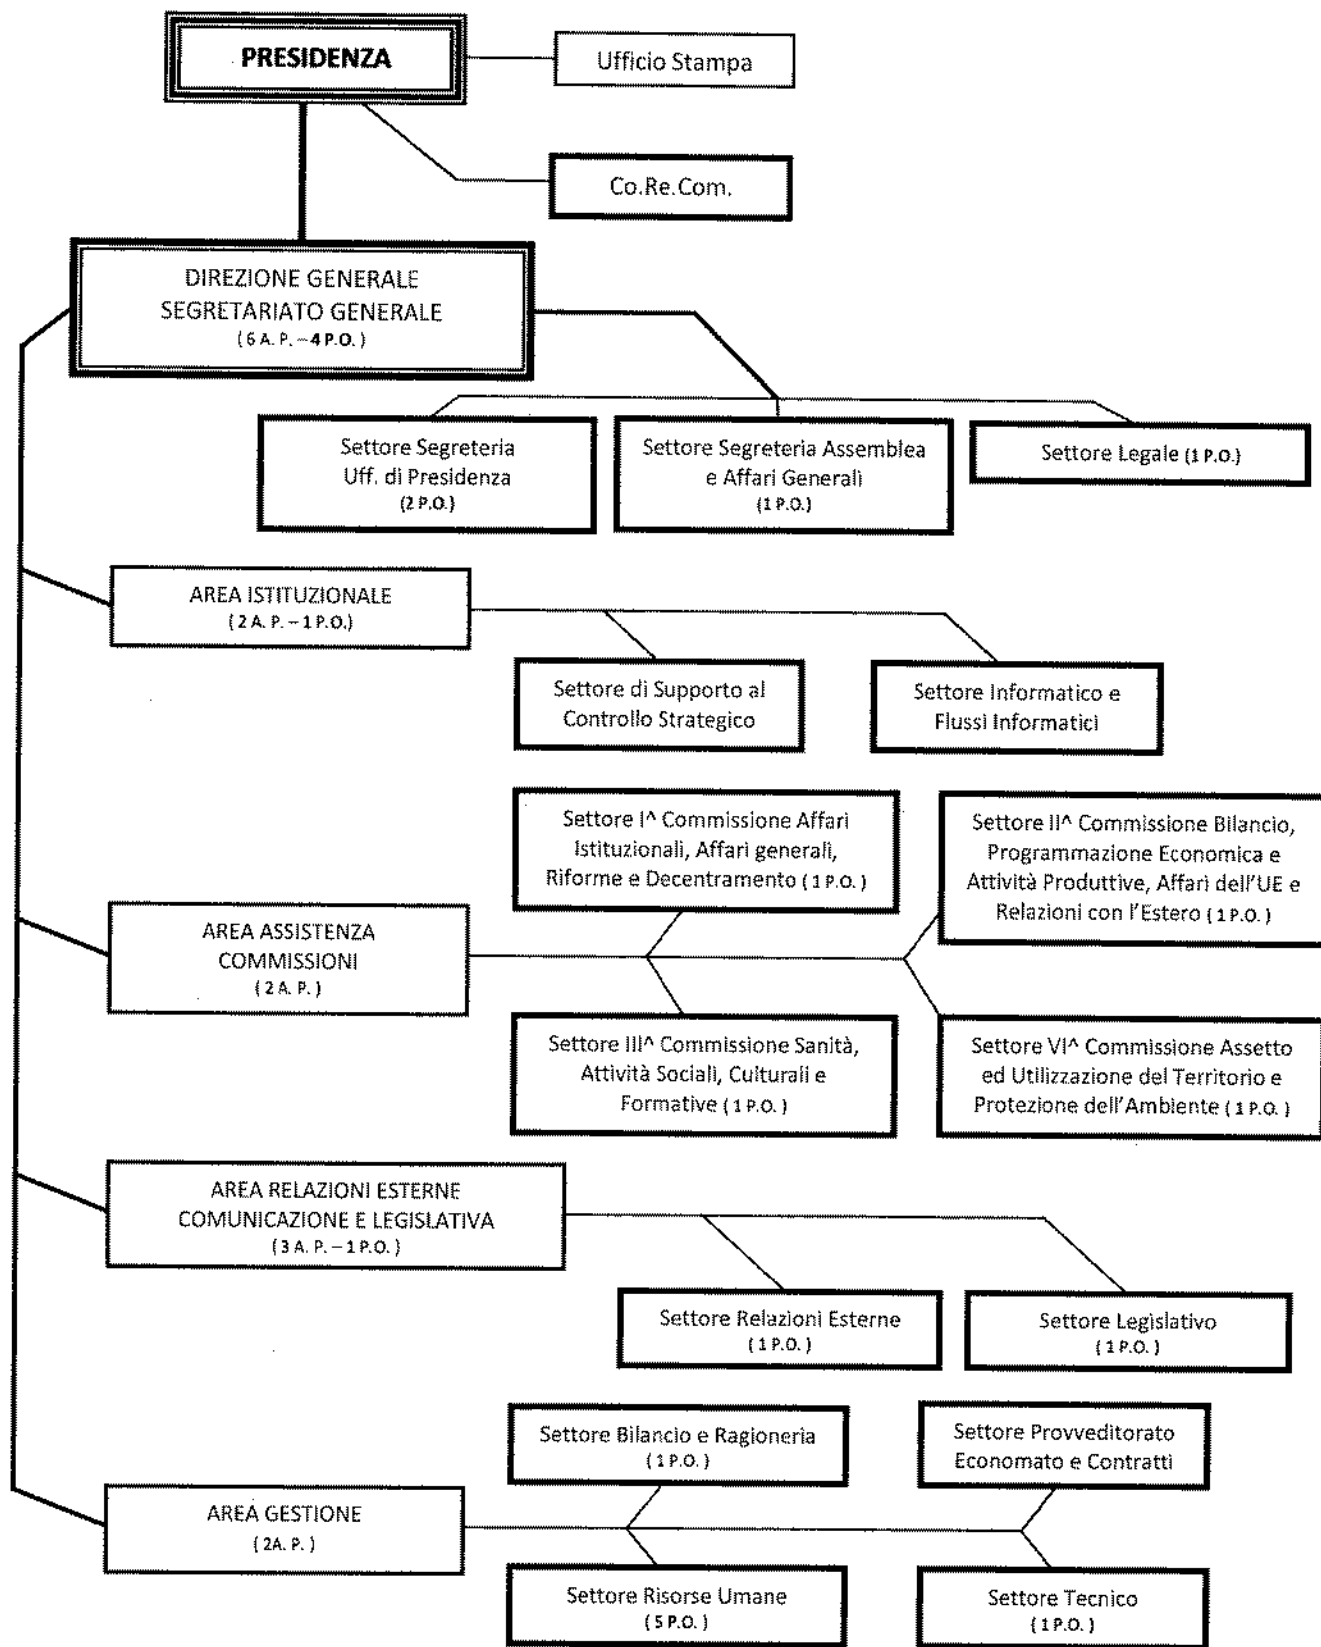 PRESIDENZA
Ufficio Stampa
Co.Re.Com.
DIREZIONE GENERALE
SEGRETARIATO GENERALE
(6 A. P. – 4 P.O. )
Settore Segreteria
Uff. di Presidenza
(2 P.O.)
Settore Segreteria Assemblea
e Affari Generali
(1 P.O.)
Settore Legale (1 P.O.)
AREA ISTITUZIONALE
( 2 A. P. – 1 P.O.)
Settore di Supporto al
Controllo Strategico
Settore Informatico e
Flussi Informatici
Settore I^ Commissione Affari
Istituzionali, Affari generali,
Riforme e Decentramento ( 1 P.O. )
Settore II^ Commissione Bilancio,
Programmazione Economica e
Attività Produttive, Affari dell'UE e
Relazioni con l'Estero ( 1 P.O. )
AREA ASSISTENZA
COMMISSIONI
( 2 A. P. )
Settore III^ Commissione Sanità,
Attività Sociali, Culturali e
Formative ( 1 P.O. )
Settore VI^ Commissione Assetto
ed Utilizzazione del Territorio e
Protezione dell'Ambiente ( 1 P.O. )
AREA RELAZIONI ESTERNE
COMUNICAZIONE E LEGISLATIVA
( 3 A. P. – 1 P.O. )
Settore Relazioni Esterne
( 1 P.O. )
Settore Legislativo
( 1 P.O. )
Settore Bilancio e Ragioneria
( 1 P.O. )
Settore Provveditorato
Economato e Contratti
AREA GESTIONE
( 2A. P. )
Settore Risorse Umane
( 5 P.O. )
Settore Tecnico
( 1 P.O. )